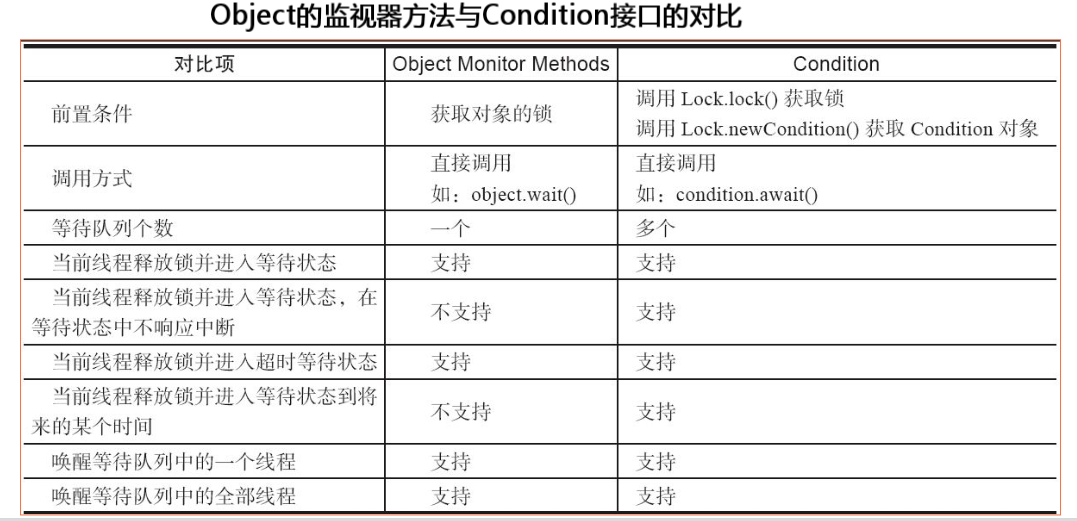 Object的监视器方法与Condition接口的对比
对比项 Object Monitor Methods Condition
前置条件 获取对象的锁 调用 Lock.lock() 获取锁
调用 Lock.newCondition() 获取 Condition 对象
调用方式 直接调用 直接调用
如：object.wait() 如：condition.await()
等待队列个数 一个 多个
当前线程释放锁并进入等待状态 支持 支持
当前线程释放锁并进入等待状态，在
等待状态中不响应中断 不支持 支持
当前线程释放锁并进入超时等待状态 支持 支持
当前线程释放锁并进入等待状态到将
来的某个时间 不支持 支持
唤醒等待队列中的一个线程 支持 支持
唤醒等待队列中的全部线程 支持 支持